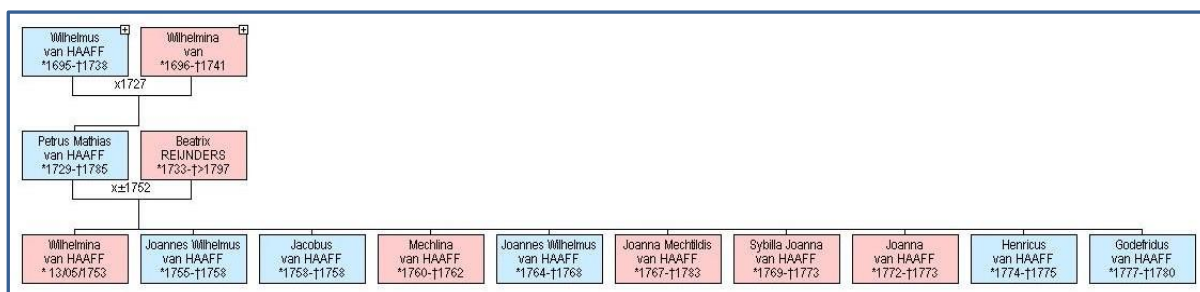 Wilhelmus
van HAAFF
*1695-†1738
Wilhelmina
van
*1696-†1741
x1727
Petrus Mathias
van HAAFF
*1729-†1785
Beatrix
REIJNDERS
*1733-†>1797
x±1752
Wilhelmina
van HAAFF
* 13/05/1753
Joannes Wilhelmus
van HAAFF
*1755-†1758
Jacobus
van HAAFF
*1758-†1758
Mechlina
van HAAFF
*1760-†1762
Joannes Wilhelmus
van HAAFF
*1764-†1768
Joanna Mechtildis
van HAAFF
*1767-†1783
Sybilla Joanna
van HAAFF
*1769-†1773
Joanna
van HAAFF
*1772-†1773
Henricus
van HAAFF
*1774-†1775
Godefridus
van HAAFF
*1777-†1780